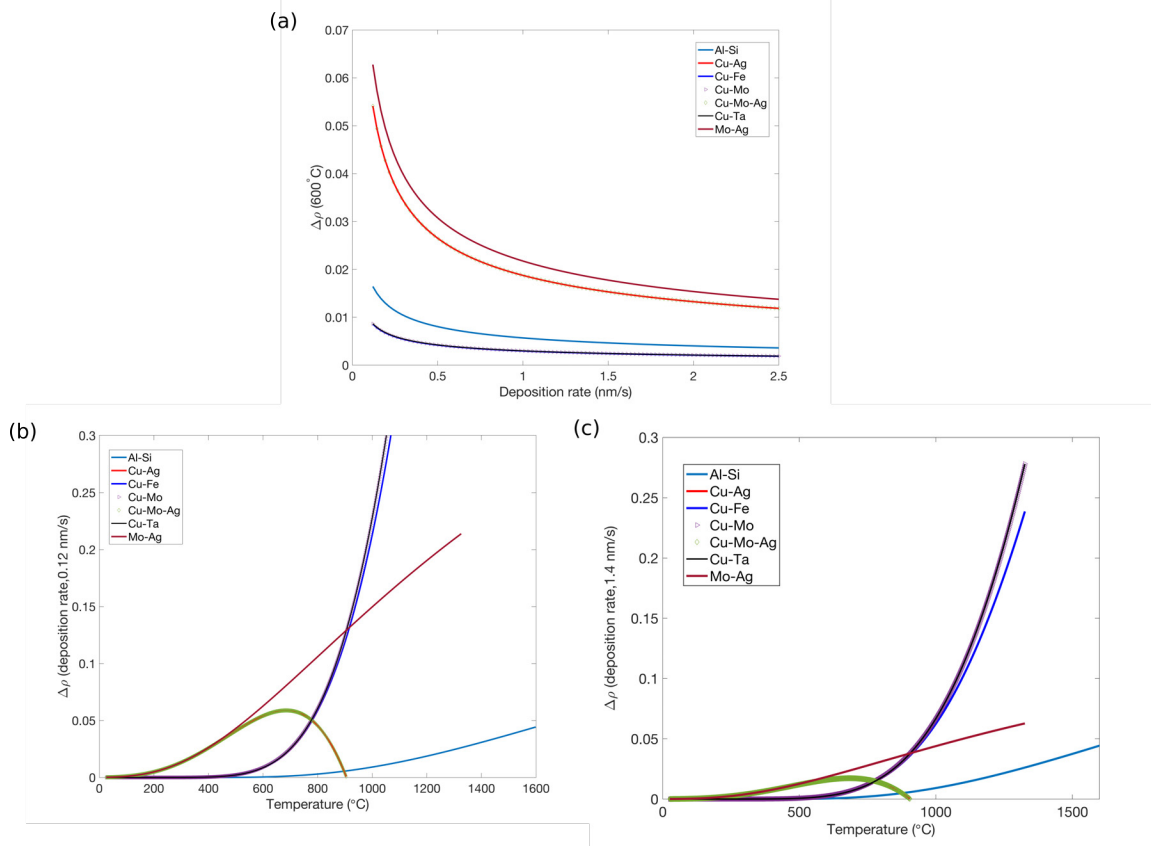 (a)
0.07
0.06
0.05
0.04
0.03
0.02
0.01
0
Δρ (600°C)
Al-Si
Cu-Ag
Cu-Fe
Cu-Mo
Cu-Mo-Ag
Cu-Ta
Mo-Ag
0 0.5 1 1.5 2 2.5
Deposition rate (nm/s)
(b)
0.3
0.25
0.2
0.15
0.1
0.05
0
Δρ (deposition rate,0.12 nm/s)
Al-Si
Cu-Ag
Cu-Fe
Cu-Mo
Cu-Mo-Ag
Cu-Ta
Mo-Ag
0 200 400 600 800 1000 1200 1400 1600
Temperature (°C)
(c)
0.3
0.25
0.2
0.15
0.1
0.05
0
Δρ (deposition rate,1.4 nm/s)
Al-Si
Cu-Ag
Cu-Fe
Cu-Mo
Cu-Mo-Ag
Cu-Ta
Mo-Ag
0 500 1000 1500
Temperature (°C)